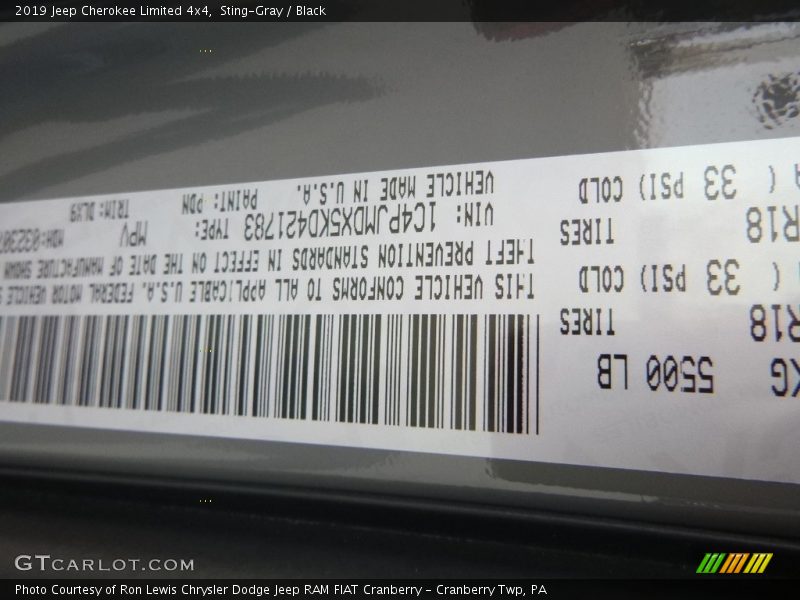 2019 Jeep Cherokee Limited 4x4, Sting-Gray / Black
5500 LB
R18 TIRES
33 PSI) COLD
R18 TIRES
33 PSI) COLD
THIS VEHICLE CONFORMS TO ALL APPLICABLE U.S.A. FEDERAL MOTOR VEHICLE
THEFT PREVENTION STANDARDS IN EFFECT ON THE DATE OF MANUFACTURE SHOWN
VIN: 1C4PJMDX5KD421783 TYPE: MPV MDH:
VEHICLE MADE IN U.S.A. PAINT: PDN TRIM: DLX9
GTCARLOT.COM
Photo Courtesy of Ron Lewis Chrysler Dodge Jeep RAM FIAT Cranberry - Cranberry Twp, PA